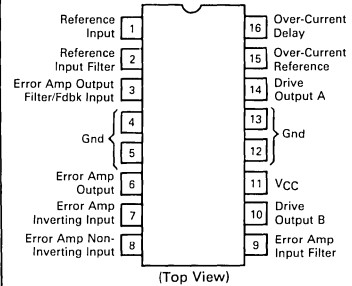 Reference
Input
1
Reference
Input Filter
2
Error Amp Output
Filter/Fdbk Input
3
Gnd
4
5
Error Amp
Output
6
Error Amp
Inverting Input
7
Error Amp Non-
Inverting Input
8
16
Over-Current
Delay
15
Over-Current
Reference
14
Drive
Output A
13
12
Gnd
11
VCC
10
Drive
Output B
9
Error Amp
Input Filter
(Top View)